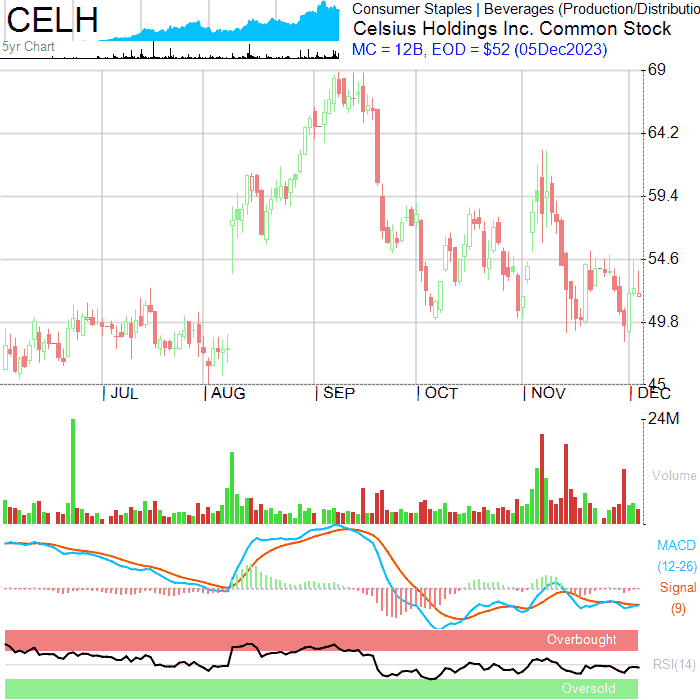 CELH
5yr Chart
Consumer Staples | Beverages (Production/Distributio
Celsius Holdings Inc. Common Stock
MC = 12B, EOD = $52 (05Dec2023)
69
64.2
59.4
54.6
49.8
45
JUL AUG SEP OCT NOV DEC
24M
Volume
MACD
(12-26)
Signal
(9)
Overbought
RSI(14)
Oversold